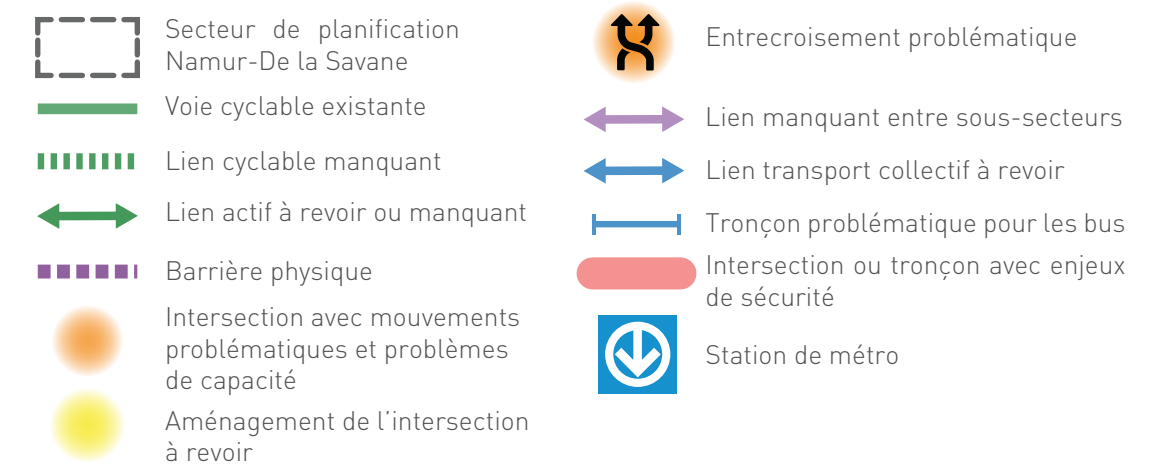 Secteur de planification
Namur-De la Savane
Voie cyclable existante
Lien cyclable manquant
Lien actif à revoir ou manquant
Barrière physique
Intersection avec mouvements
problématiques et problèmes
de capacité
Aménagement de l'intersection
à revoir
Entrecroisement problématique
Lien manquant entre sous-secteurs
Lien transport collectif à revoir
Tronçon problématique pour les bus
Intersection ou tronçon avec enjeux
de sécurité
Station de métro